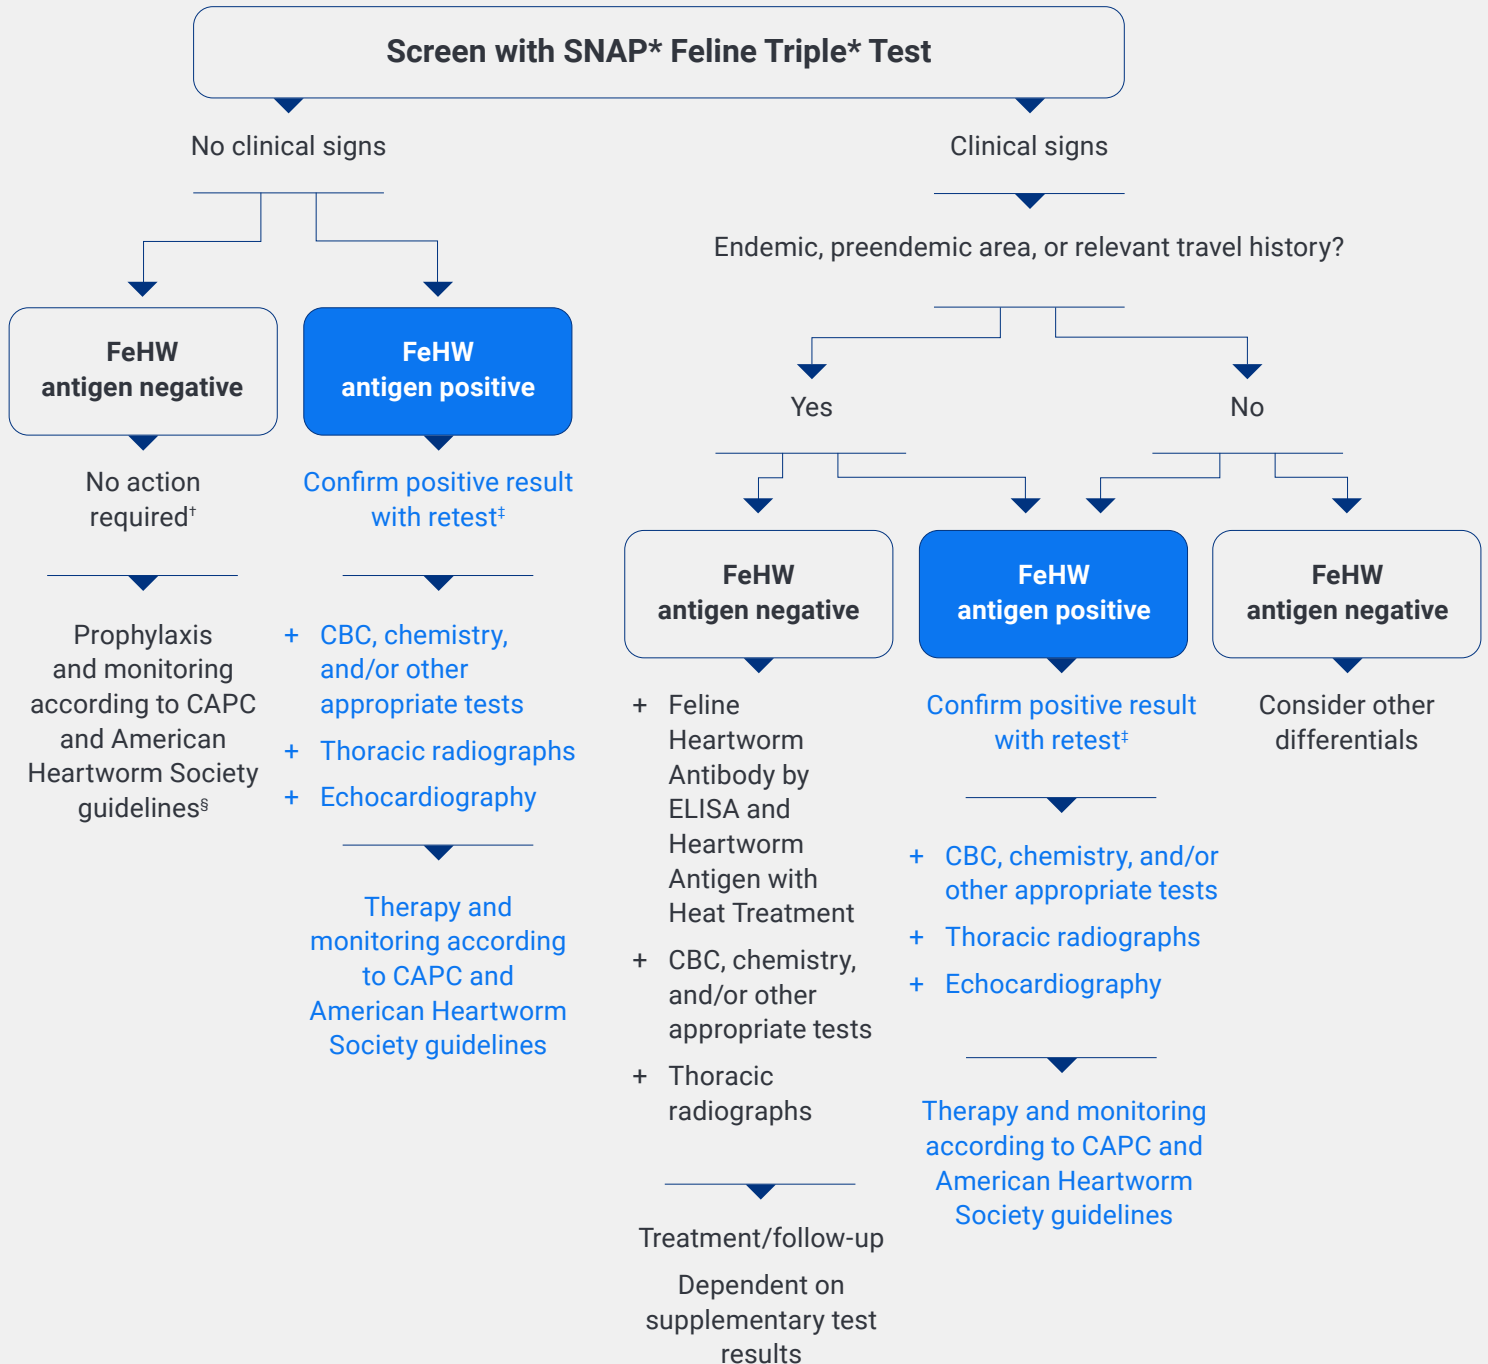 Screen with SNAP* Feline Triple* Test
No clinical signs
FeHW
antigen negative
No action
required†
Prophylaxis
and monitoring
according to CAPC
and American
Heartworm Society
guidelines§
FeHW
antigen positive
Confirm positive result
with retest‡
+ CBC, chemistry,
and/or other
appropriate tests
+ Thoracic radiographs
+ Echocardiography
Therapy and
monitoring according
to CAPC and
American Heartworm
Society guidelines
Clinical signs
Endemic, preendemic area, or relevant travel history?
Yes
No
FeHW
antigen negative
+ Feline
Heartworm
Antibody by
ELISA and
Heartworm
Antigen with
Heat Treatment
+ CBC, chemistry,
and/or other
appropriate tests
+ Thoracic
radiographs
Treatment/follow-up
Dependent on
supplementary test
results
FeHW
antigen positive
Confirm positive result
with retest‡
+ CBC, chemistry, and/or
other appropriate tests
+ Thoracic radiographs
+ Echocardiography
Therapy and monitoring
according to CAPC and
American Heartworm
Society guidelines
FeHW
antigen negative
Consider other
differentials